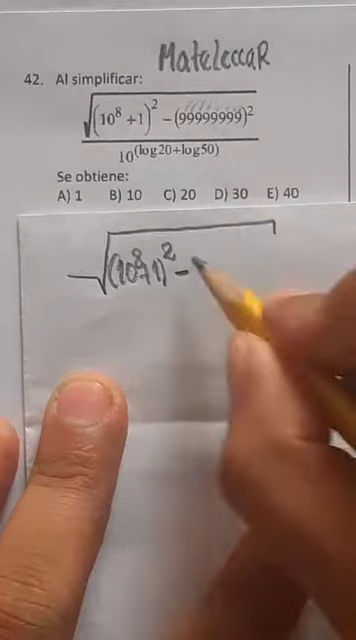 MateleccaR
42. Al simplificar:
√(10⁸ +1)² −(99999999)²
10^(log20+log50)
Se obtiene:
A) 1 B) 10 C) 20 D) 30 E) 40
√(10⁸+1)² −